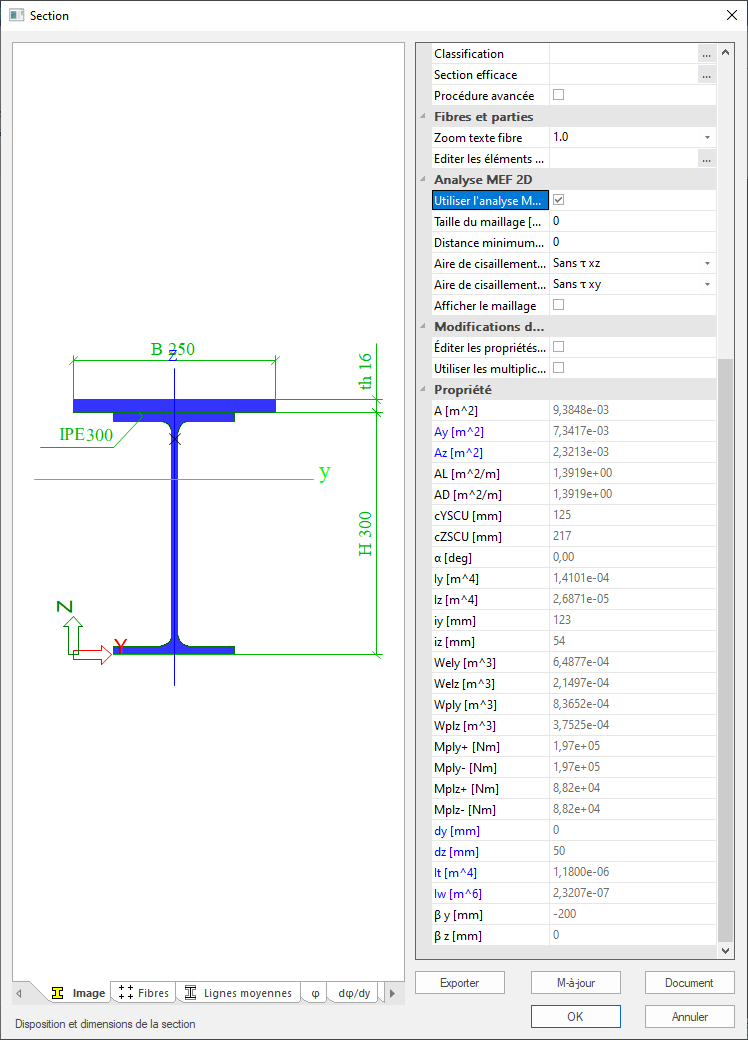 Section
B 250
z
th 16
IPE300
y
H 300
Z
Y
Classification ...
Section efficace ...
Procédure avancée
Fibres et parties
Zoom texte fibre 1.0
Editer les éléments ... ...
Analyse MEF 2D
Utiliser l'analyse M...
Taille du maillage [... 0
Distance minimum... 0
Aire de cisaillement... Sans τ xz
Aire de cisaillement... Sans τ xy
Afficher le maillage
Modifications d...
Éditer les propriétés...
Utiliser les multiplic...
Propriété
A [m^2] 9,3848e-03
Ay [m^2] 7,3417e-03
Az [m^2] 2,3213e-03
AL [m^2/m] 1,3919e+00
AD [m^2/m] 1,3919e+00
cYSCU [mm] 125
cZSCU [mm] 217
α [deg] 0,00
Iy [m^4] 1,4101e-04
Iz [m^4] 2,6871e-05
iy [mm] 123
iz [mm] 54
Wely [m^3] 6,4877e-04
Welz [m^3] 2,1497e-04
Wply [m^3] 8,3652e-04
Wplz [m^3] 3,7525e-04
Mply+ [Nm] 1,97e+05
Mply- [Nm] 1,97e+05
Mplz+ [Nm] 8,82e+04
Mplz- [Nm] 8,82e+04
dy [mm] 0
dz [mm] 50
It [m^4] 1,1800e-06
Iw [m^6] 2,3207e-07
β y [mm] -200
β z [mm] 0
Image Fibres Lignes moyennes φ dφ/dy
Exporter M-à-jour Document
Disposition et dimensions de la section
OK Annuler